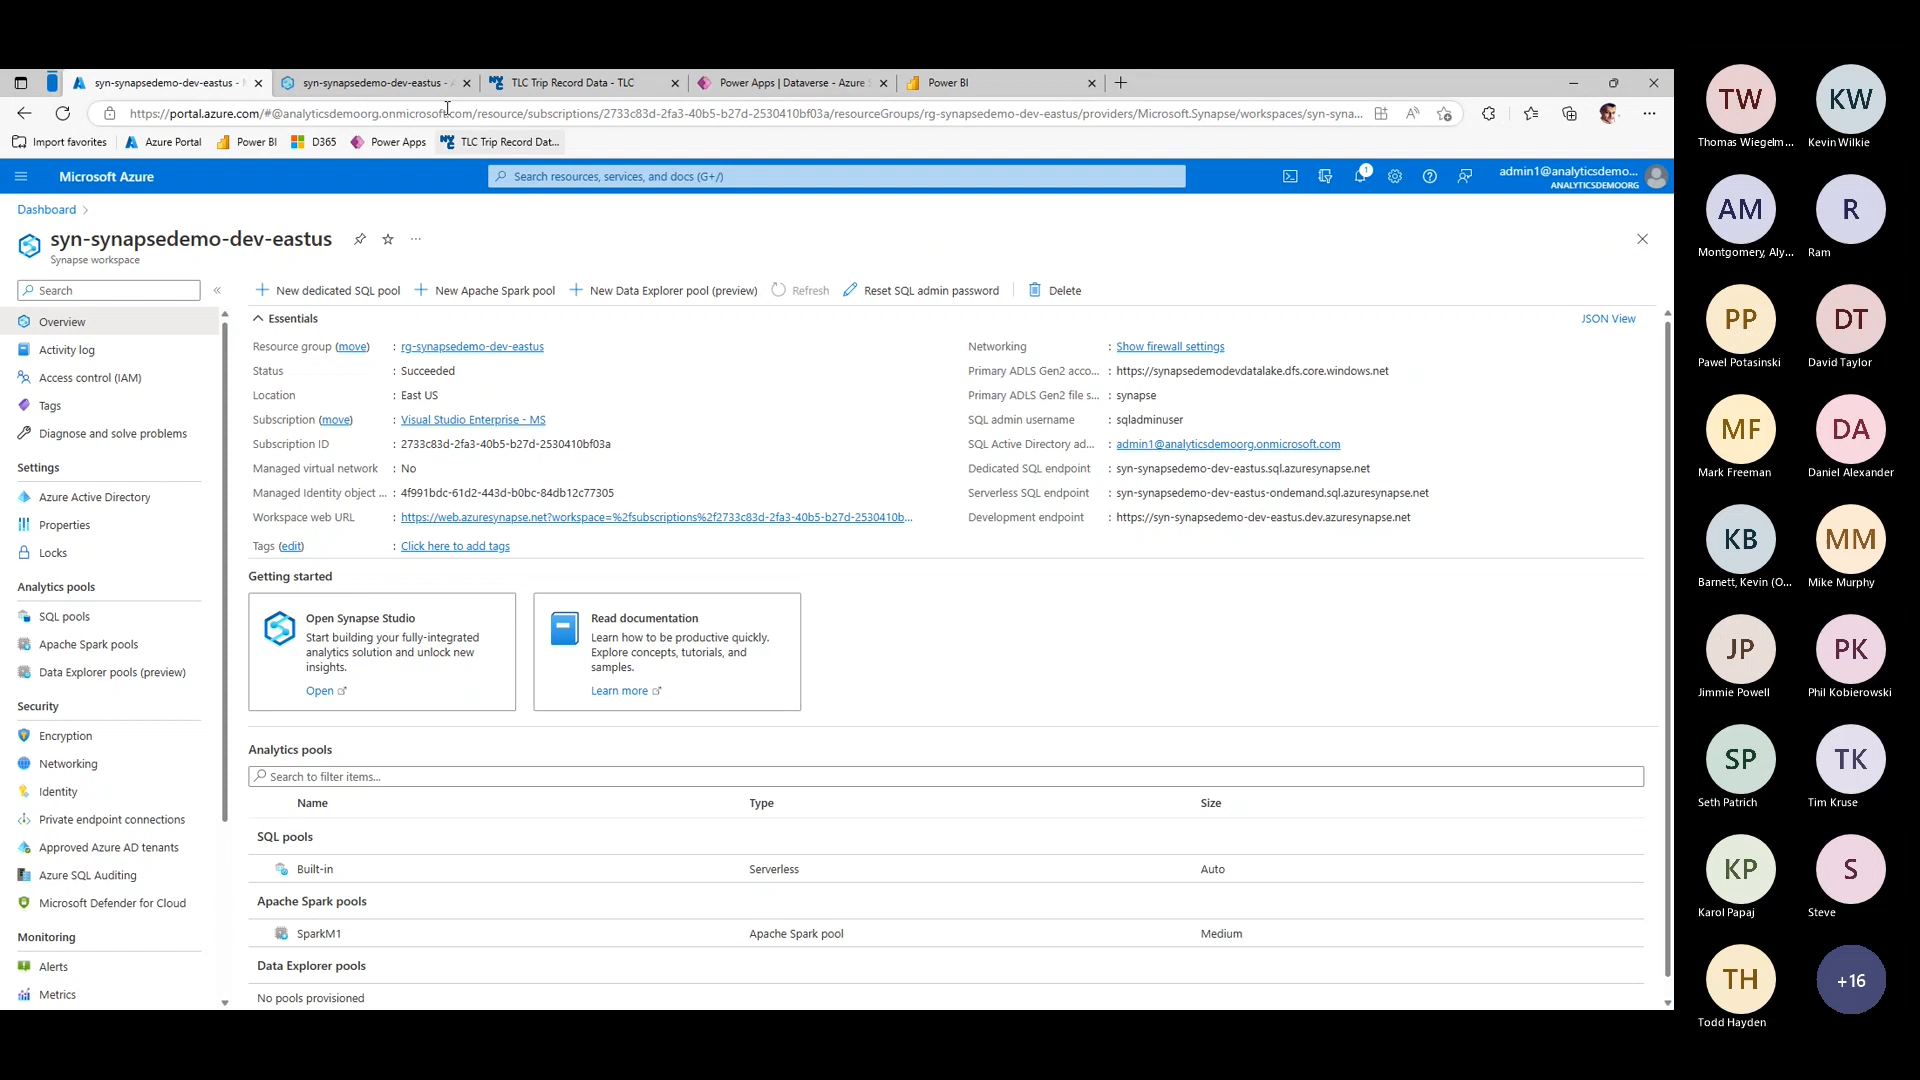 syn-synapsedemo-dev-eastus -
syn-synapsedemo-dev-eastus -
TLC Trip Record Data - TLC
Power Apps | Dataverse - Azure
Power BI
https://portal.azure.com/#@analyticsdemoorg.onmicrosoft.com/resource/subscriptions/2733c83d-2fa3-40b5-b27d-2530410bf03a/resourceGroups/rg-synapsedemo-dev-eastus/providers/Microsoft.Synapse/workspaces/syn-syna...
Import favorites
Azure Portal
Power BI
D365
Power Apps
TLC Trip Record Dat...
Microsoft Azure
Search resources, services, and docs (G+/)
1
admin1@analyticsdemo...
ANALYTICSDEMOORG
Dashboard
syn-synapsedemo-dev-eastus
Synapse workspace
Search
Overview
Activity log
Access control (IAM)
Tags
Diagnose and solve problems
Settings
Azure Active Directory
Properties
Locks
Analytics pools
SQL pools
Apache Spark pools
Data Explorer pools (preview)
Security
Encryption
Networking
Identity
Private endpoint connections
Approved Azure AD tenants
Azure SQL Auditing
Microsoft Defender for Cloud
Monitoring
Alerts
Metrics
New dedicated SQL pool
New Apache Spark pool
New Data Explorer pool (preview)
Refresh
Reset SQL admin password
Delete
Essentials
JSON View
Resource group (move) : rg-synapsedemo-dev-eastus
Status : Succeeded
Location : East US
Subscription (move) : Visual Studio Enterprise - MS
Subscription ID : 2733c83d-2fa3-40b5-b27d-2530410bf03a
Managed virtual network : No
Managed Identity object ... : 4f991bdc-61d2-443d-b0bc-84db12c77305
Workspace web URL : https://web.azuresynapse.net?workspace=%2fsubscriptions%2f2733c83d-2fa3-40b5-b27d-2530410b...
Tags (edit) : Click here to add tags
Networking : Show firewall settings
Primary ADLS Gen2 acco... : https://synapsedemodevdatalake.dfs.core.windows.net
Primary ADLS Gen2 file s... : synapse
SQL admin username : sqladminuser
SQL Active Directory ad... : admin1@analyticsdemoorg.onmicrosoft.com
Dedicated SQL endpoint : syn-synapsedemo-dev-eastus.sql.azuresynapse.net
Serverless SQL endpoint : syn-synapsedemo-dev-eastus-ondemand.sql.azuresynapse.net
Development endpoint : https://syn-synapsedemo-dev-eastus.dev.azuresynapse.net
Getting started
Open Synapse Studio
Start building your fully-integrated
analytics solution and unlock new
insights.
Open
Read documentation
Learn how to be productive quickly.
Explore concepts, tutorials, and
samples.
Learn more
Analytics pools
Search to filter items...
Name Type Size
SQL pools
Built-in Serverless Auto
Apache Spark pools
SparkM1 Apache Spark pool Medium
Data Explorer pools
No pools provisioned
TW
Thomas Wiegelm...
KW
Kevin Wilkie
AM
Montgomery, Aly...
R
Ram
PP
Pawel Potasinski
DT
David Taylor
MF
Mark Freeman
DA
Daniel Alexander
KB
Barnett, Kevin (O...
MM
Mike Murphy
JP
Jimmie Powell
PK
Phil Kobierowski
SP
Seth Patrich
TK
Tim Kruse
KP
Karol Papaj
S
Steve
TH
Todd Hayden
+16